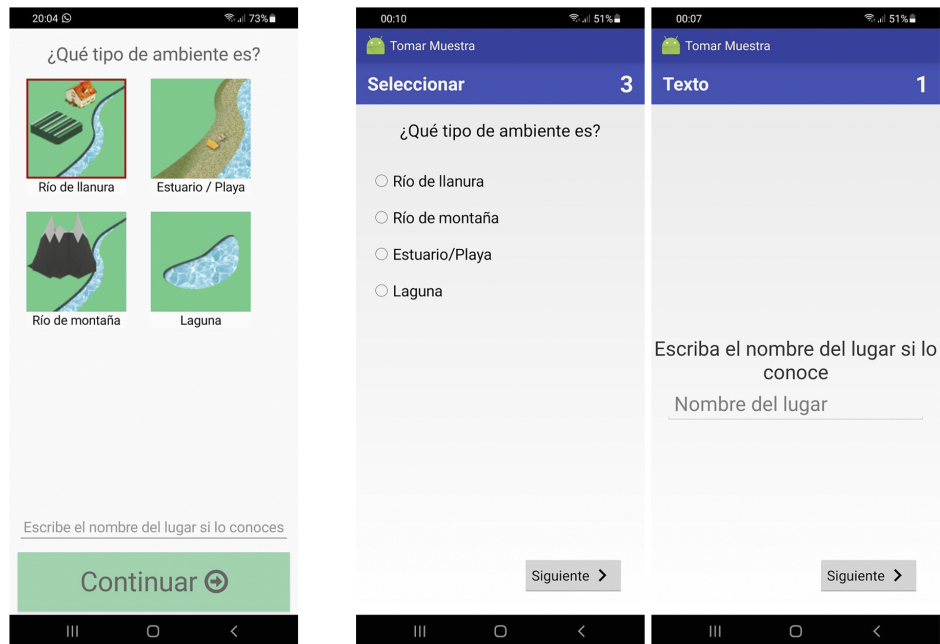 20:04
73%
¿Qué tipo de ambiente es?
Río de llanura
Estuario / Playa
Río de montaña
Laguna
Escribe el nombre del lugar si lo conoces
Continuar
00:10
51%
Tomar Muestra
Seleccionar
3
¿Qué tipo de ambiente es?
Río de llanura
Río de montaña
Estuario/Playa
Laguna
Siguiente
00:07
51%
Tomar Muestra
Texto
1
Escriba el nombre del lugar si lo
conoce
Nombre del lugar
Siguiente